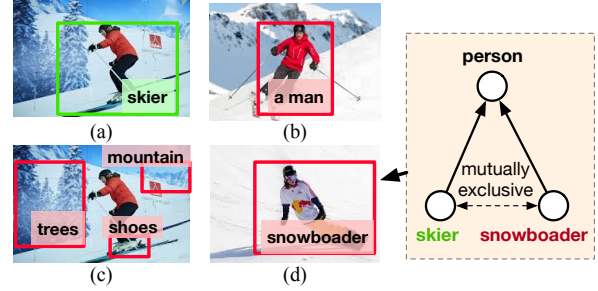 skier
a man
(a)
(b)
mountain
trees
shoes
snowboader
(c)
(d)
person
mutually
exclusive
skier
snowboader